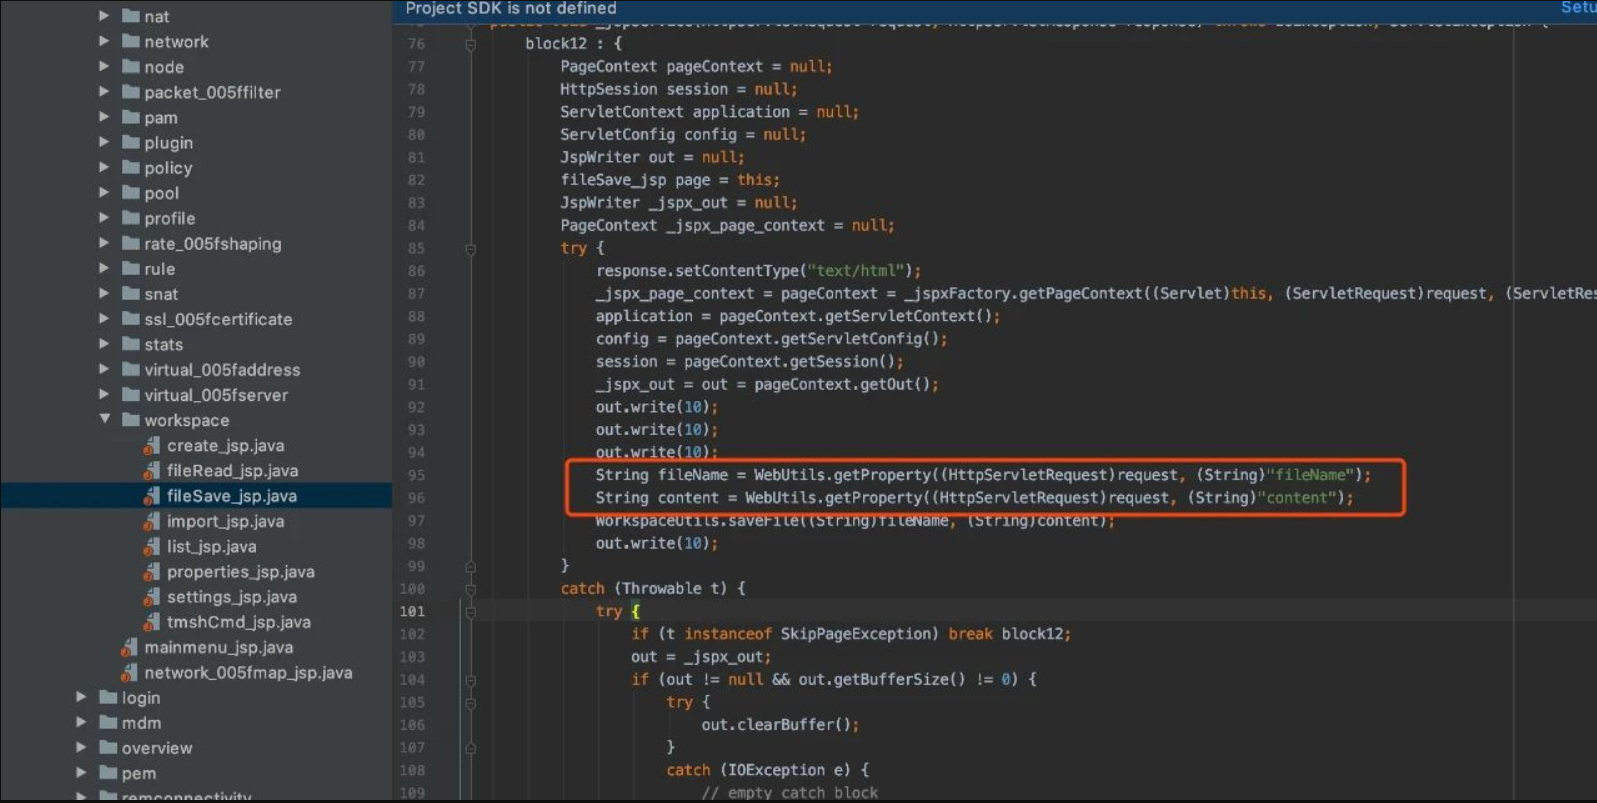 Project SDK is not defined
Setu
nat
network
node
packet_005ffilter
pam
plugin
policy
pool
profile
rate_005fshaping
rule
snat
ssl_005fcertificate
stats
virtual_005faddress
virtual_005fserver
workspace
create_jsp.java
fileRead_jsp.java
fileSave_jsp.java
import_jsp.java
list_jsp.java
properties_jsp.java
settings_jsp.java
tmshCmd_jsp.java
mainmenu_jsp.java
network_005fmap_jsp.java
login
mdm
overview
pem
remconnectivity
76 block12 : {
77 PageContext pageContext = null;
78 HttpSession session = null;
79 ServletContext application = null;
80 ServletConfig config = null;
81 JspWriter out = null;
82 fileSave_jsp page = this;
83 JspWriter _jspx_out = null;
84 PageContext _jspx_page_context = null;
85 try {
86 response.setContentType("text/html");
87 _jspx_page_context = pageContext = _jspxFactory.getPageContext((Servlet)this, (ServletRequest)request, (ServletRes
88 application = pageContext.getServletContext();
89 config = pageContext.getServletConfig();
90 session = pageContext.getSession();
91 _jspx_out = out = pageContext.getOut();
92 out.write(10);
93 out.write(10);
94 out.write(10);
95 String fileName = WebUtils.getProperty((HttpServletRequest)request, (String)"fileName");
96 String content = WebUtils.getProperty((HttpServletRequest)request, (String)"content");
97 WorkspaceUtils.saveFile((String)fileName, (String)content);
98 out.write(10);
99 }
100 catch (Throwable t) {
101 try {
102 if (t instanceof SkipPageException) break block12;
103 out = _jspx_out;
104 if (out != null && out.getBufferSize() != 0) {
105 try {
106 out.clearBuffer();
107 }
108 catch (IOException e) {
109 // empty catch block